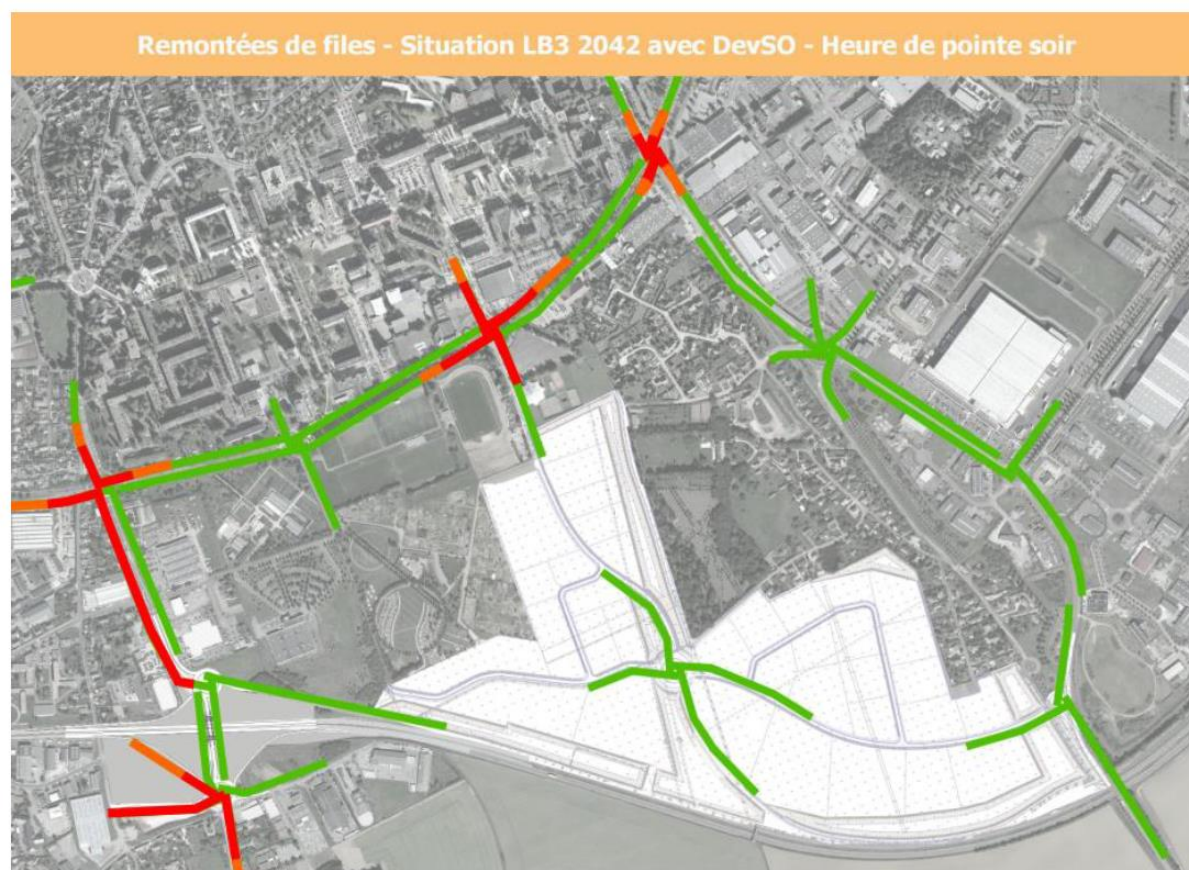 Remontées de files - Situation LB3 2042 avec DevSO - Heure de pointe soir